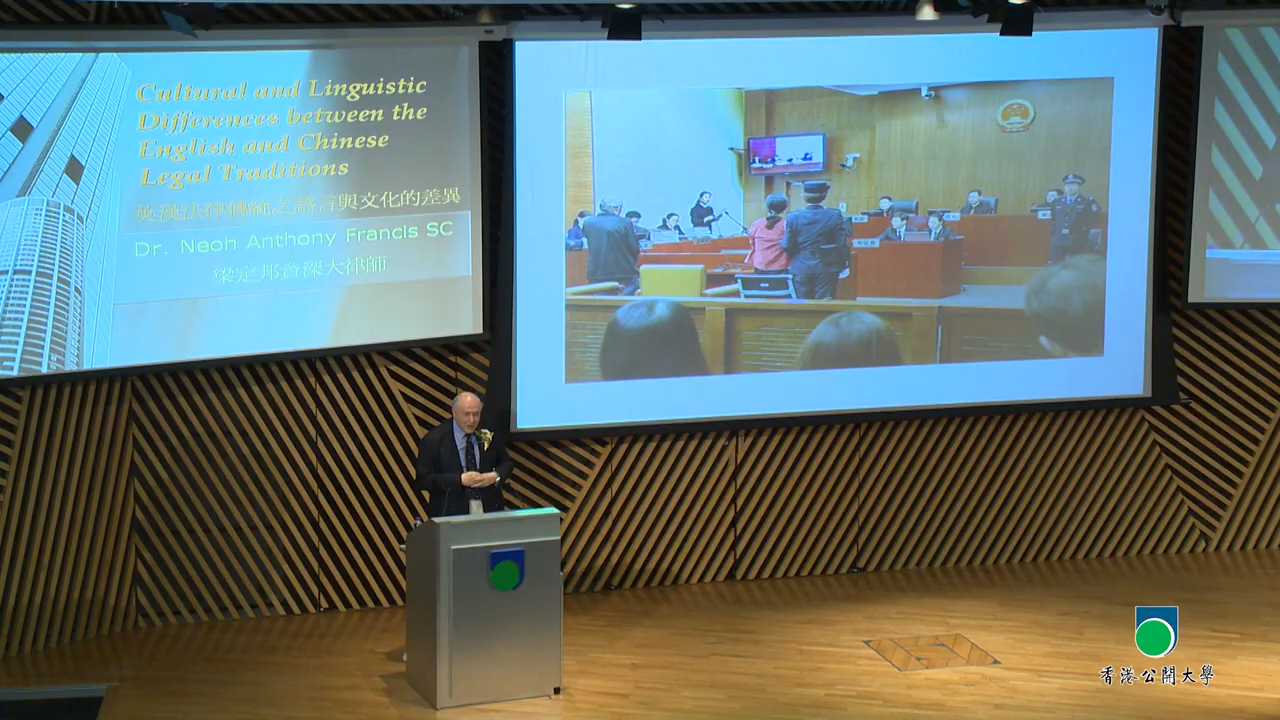 Cultural and Linguistic
Differences between the
English and Chinese
Legal Traditions
英漢法律傳統之語言與文化的差異
Dr. Neoh Anthony Francis SC
梁定邦資深大律師
香港公開大學